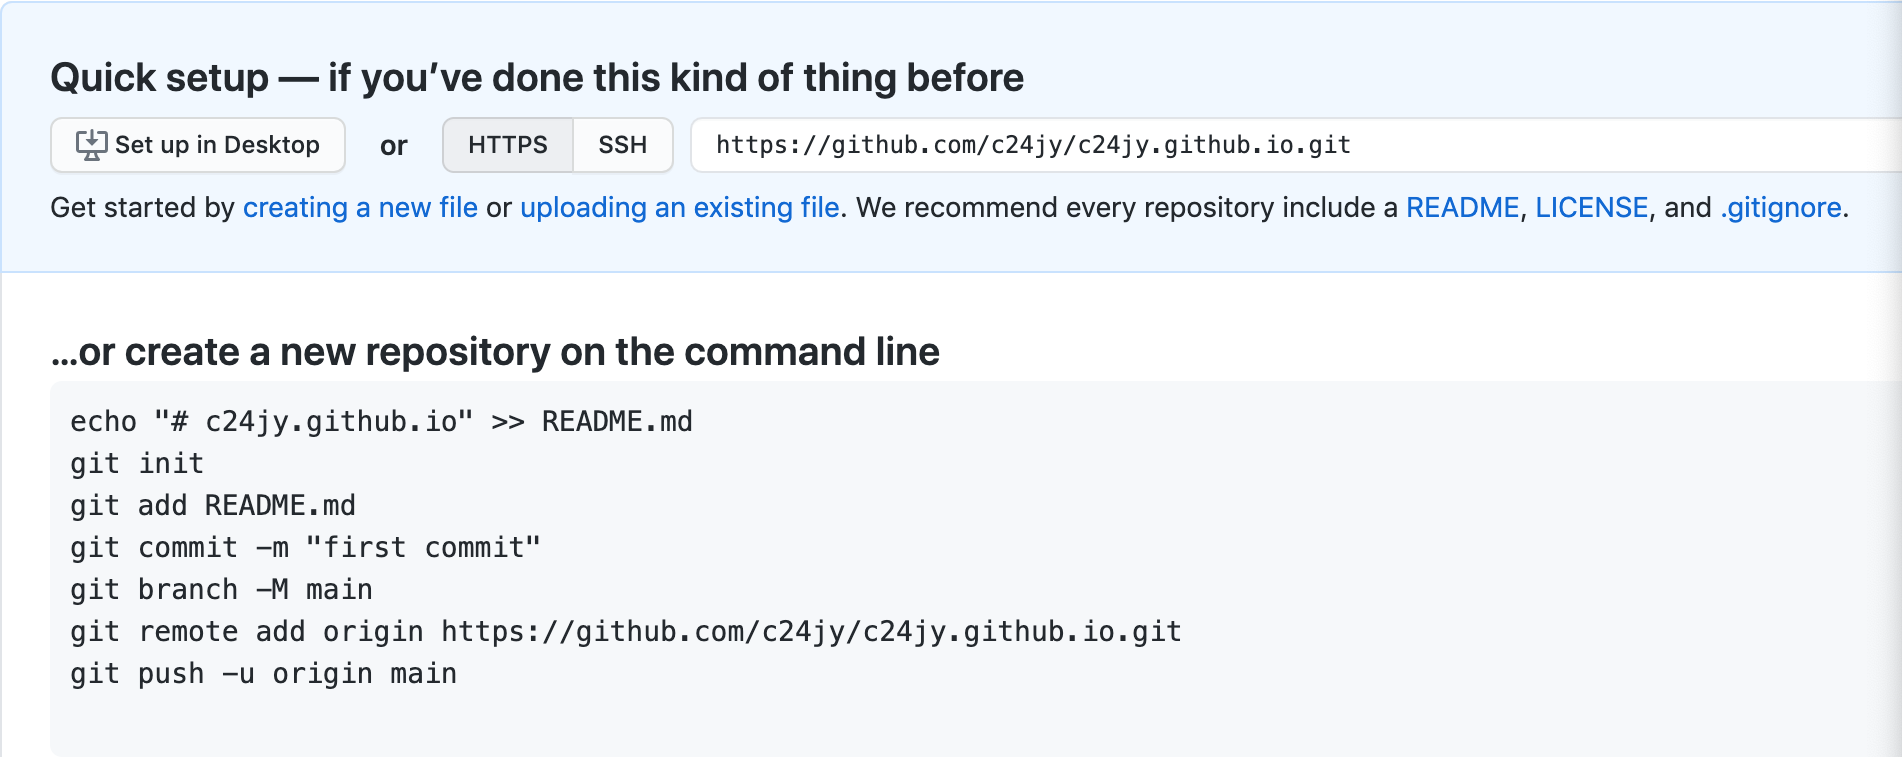 Quick setup — if you’ve done this kind of thing before
Set up in Desktop or HTTPS SSH https://github.com/c24jy/c24jy.github.io.git
Get started by creating a new file or uploading an existing file. We recommend every repository include a README, LICENSE, and .gitignore.
…or create a new repository on the command line
echo "# c24jy.github.io" >> README.md
git init
git add README.md
git commit -m "first commit"
git branch -M main
git remote add origin https://github.com/c24jy/c24jy.github.io.git
git push -u origin main